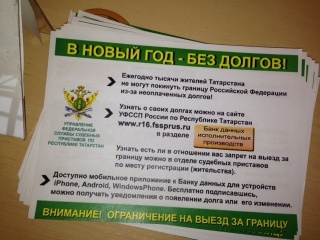 В НОВЫЙ ГОД - БЕЗ ДОЛГОВ!
Ежегодно тысячи жителей Татарстана
не могут покинуть границу Российской Федерации
из-за неоплаченных долгов!
УПРАВЛЕНИЕ
ФЕДЕРАЛЬНОЙ
СЛУЖБЫ СУДЕБНЫХ
ПРИСТАВОВ ПО
РЕСПУБЛИКЕ ТАТАРСТАН
Узнать о своих долгах можно на сайте
УФССП России по Республике Татарстан
www.r16.fssprus.ru
в разделе
Банк данных
исполнительных
производств
Узнать есть ли в отношении вас запрет на выезд за
границу можно в отделе судебных приставов
по месту регистрации (жительства).
Доступно мобильное приложение к Банку данных для устройств
iPhone, Android, WindowsPhone. Бесплатно подписавшись,
можно получать уведомления о появлении долга или его изменении.
ВНИМАНИЕ! ОГРАНИЧЕНИЕ НА ВЫЕЗД ЗА ГРАНИЦУ